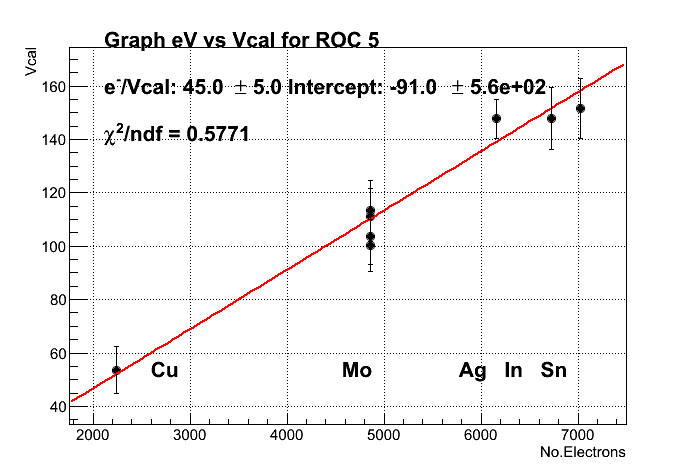 Graph eV vs Vcal for ROC 5
Vcal
e⁻/Vcal: 45.0 ± 5.0 Intercept: -91.0 ± 5.6e+02
χ²/ndf = 0.5771
160
140
120
100
80
60
40
Cu Mo Ag In Sn
2000 3000 4000 5000 6000 7000
No.Electrons